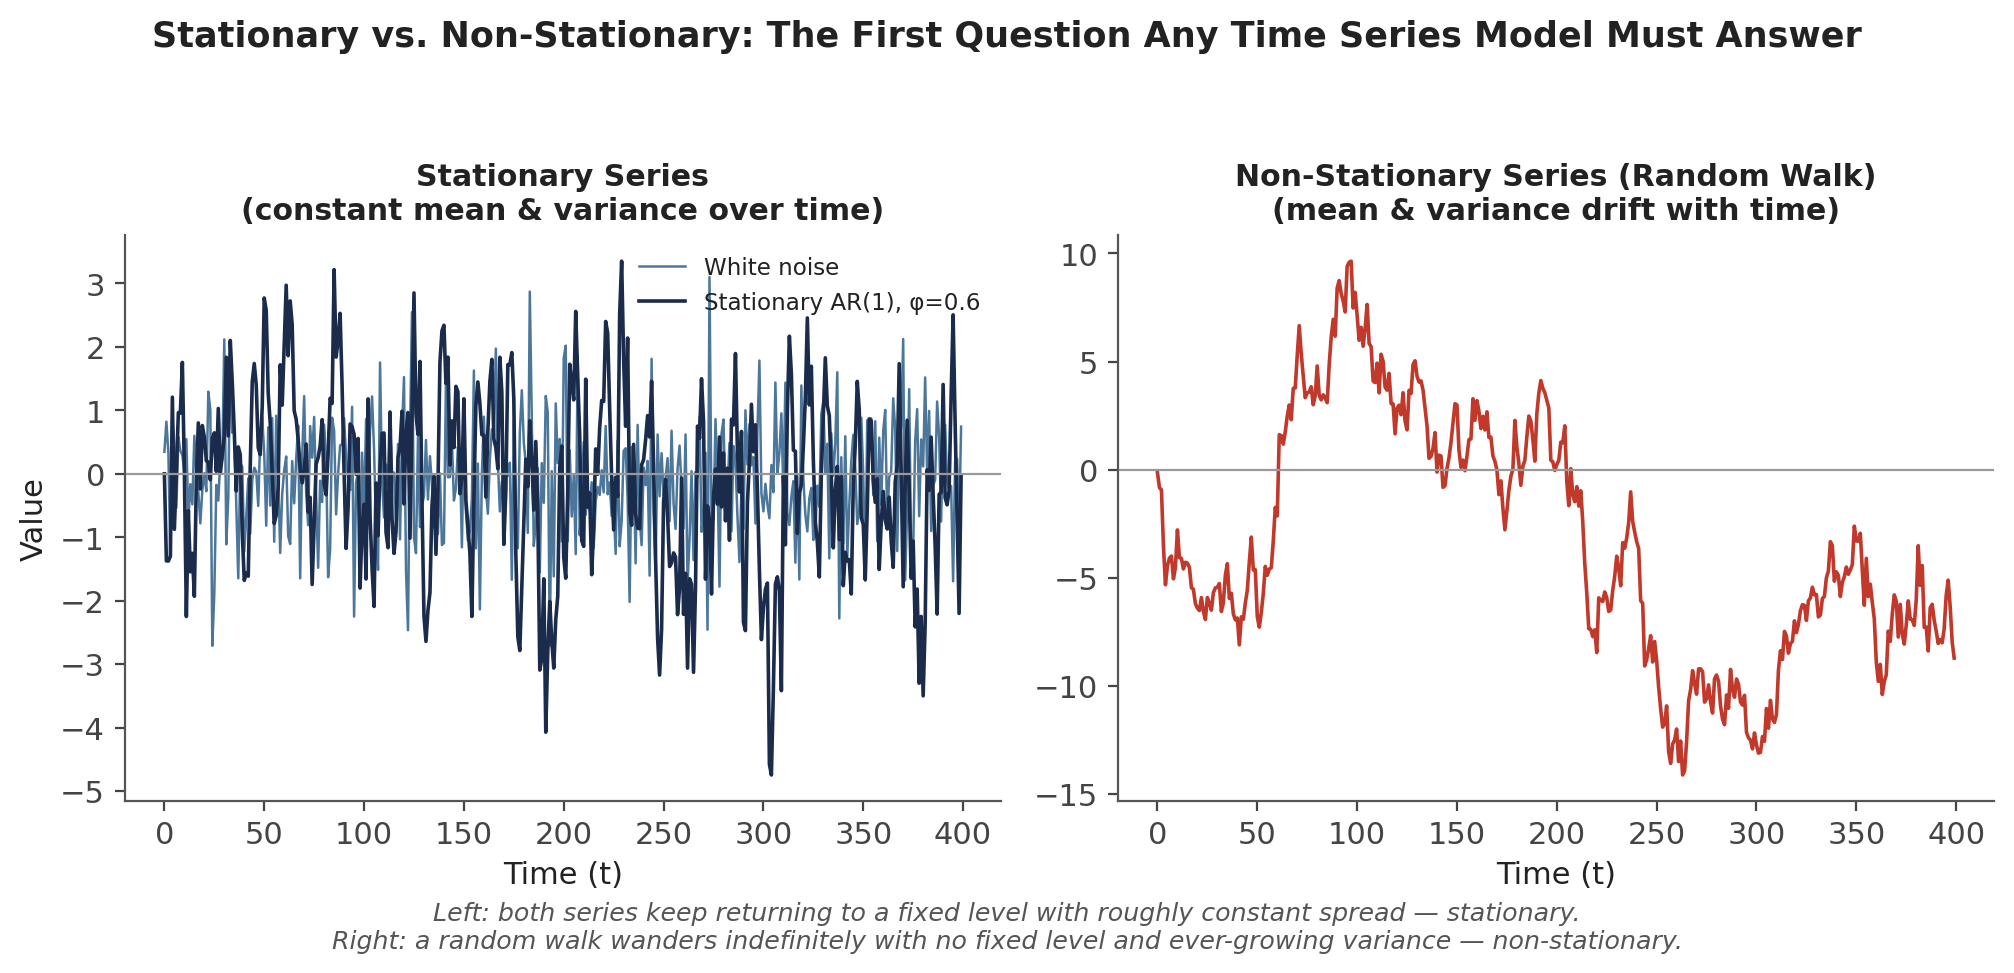 Stationary vs. Non-Stationary: The First Question Any Time Series Model Must Answer
Stationary Series
(constant mean & variance over time)
White noise
Stationary AR(1), φ=0.6
Value
3
2
1
0
−1
−2
−3
−4
−5
0 50 100 150 200 250 300 350 400
Time (t)
Non-Stationary Series (Random Walk)
(mean & variance drift with time)
10
5
0
−5
−10
−15
0 50 100 150 200 250 300 350 400
Time (t)
Left: both series keep returning to a fixed level with roughly constant spread — stationary.
Right: a random walk wanders indefinitely with no fixed level and ever-growing variance — non-stationary.